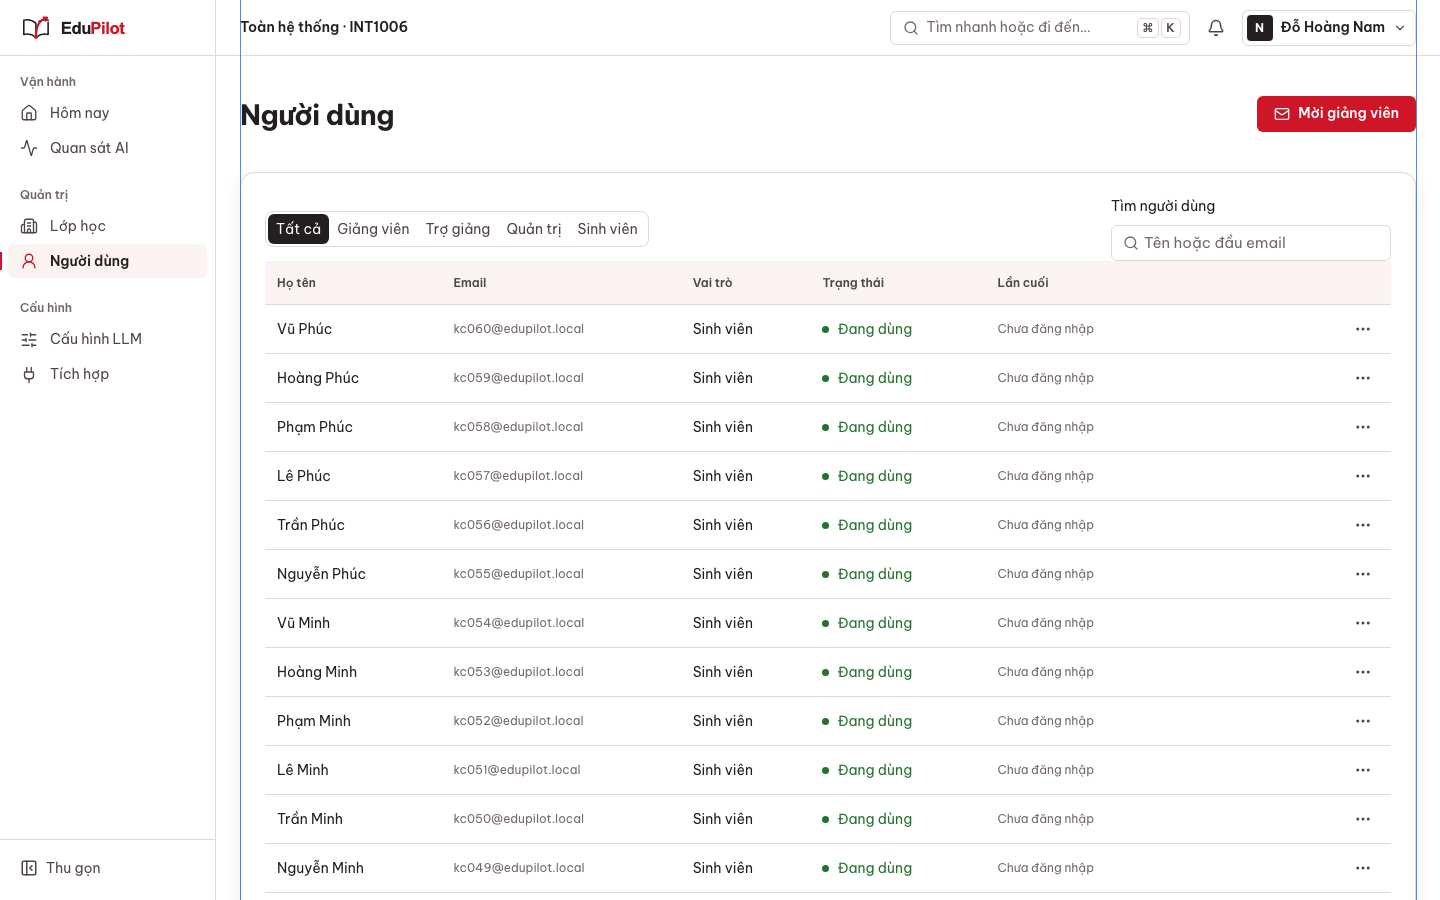 EduPilot
Toàn hệ thống · INT1006
Tìm nhanh hoặc đi đến...
⌘ K
N
Đỗ Hoàng Nam
Vận hành
Hôm nay
Quan sát AI
Quản trị
Lớp học
Người dùng
Cấu hình
Cấu hình LLM
Tích hợp
Thu gọn
Người dùng
Mời giảng viên
Tất cả Giảng viên Trợ giảng Quản trị Sinh viên
Tìm người dùng
Tên hoặc đầu email
Họ tên Email Vai trò Trạng thái Lần cuối
Vũ Phúc kc060@edupilot.local Sinh viên Đang dùng Chưa đăng nhập
Hoàng Phúc kc059@edupilot.local Sinh viên Đang dùng Chưa đăng nhập
Phạm Phúc kc058@edupilot.local Sinh viên Đang dùng Chưa đăng nhập
Lê Phúc kc057@edupilot.local Sinh viên Đang dùng Chưa đăng nhập
Trần Phúc kc056@edupilot.local Sinh viên Đang dùng Chưa đăng nhập
Nguyễn Phúc kc055@edupilot.local Sinh viên Đang dùng Chưa đăng nhập
Vũ Minh kc054@edupilot.local Sinh viên Đang dùng Chưa đăng nhập
Hoàng Minh kc053@edupilot.local Sinh viên Đang dùng Chưa đăng nhập
Phạm Minh kc052@edupilot.local Sinh viên Đang dùng Chưa đăng nhập
Lê Minh kc051@edupilot.local Sinh viên Đang dùng Chưa đăng nhập
Trần Minh kc050@edupilot.local Sinh viên Đang dùng Chưa đăng nhập
Nguyễn Minh kc049@edupilot.local Sinh viên Đang dùng Chưa đăng nhập